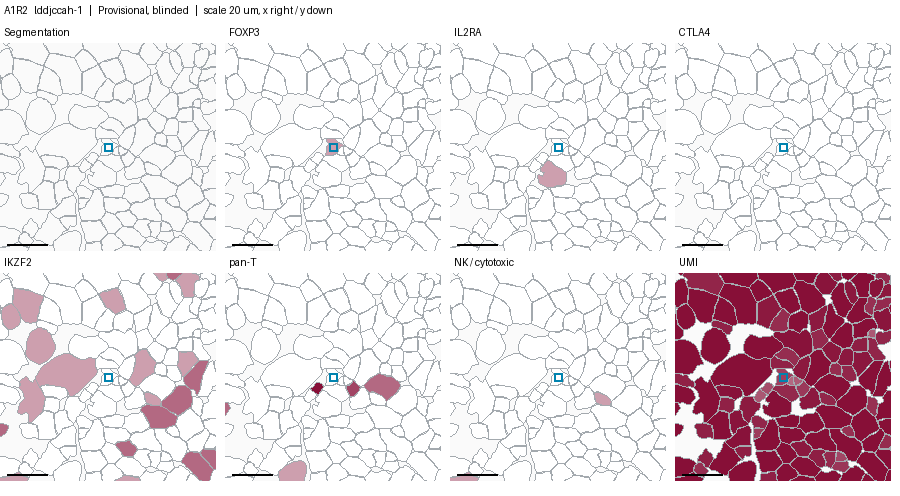 A1R2 lddjccah-1 | Provisional, blinded | scale 20 um, x right / y down
Segmentation FOXP3 IL2RA CTLA4
IKZF2 pan-T NK / cytotoxic UMI